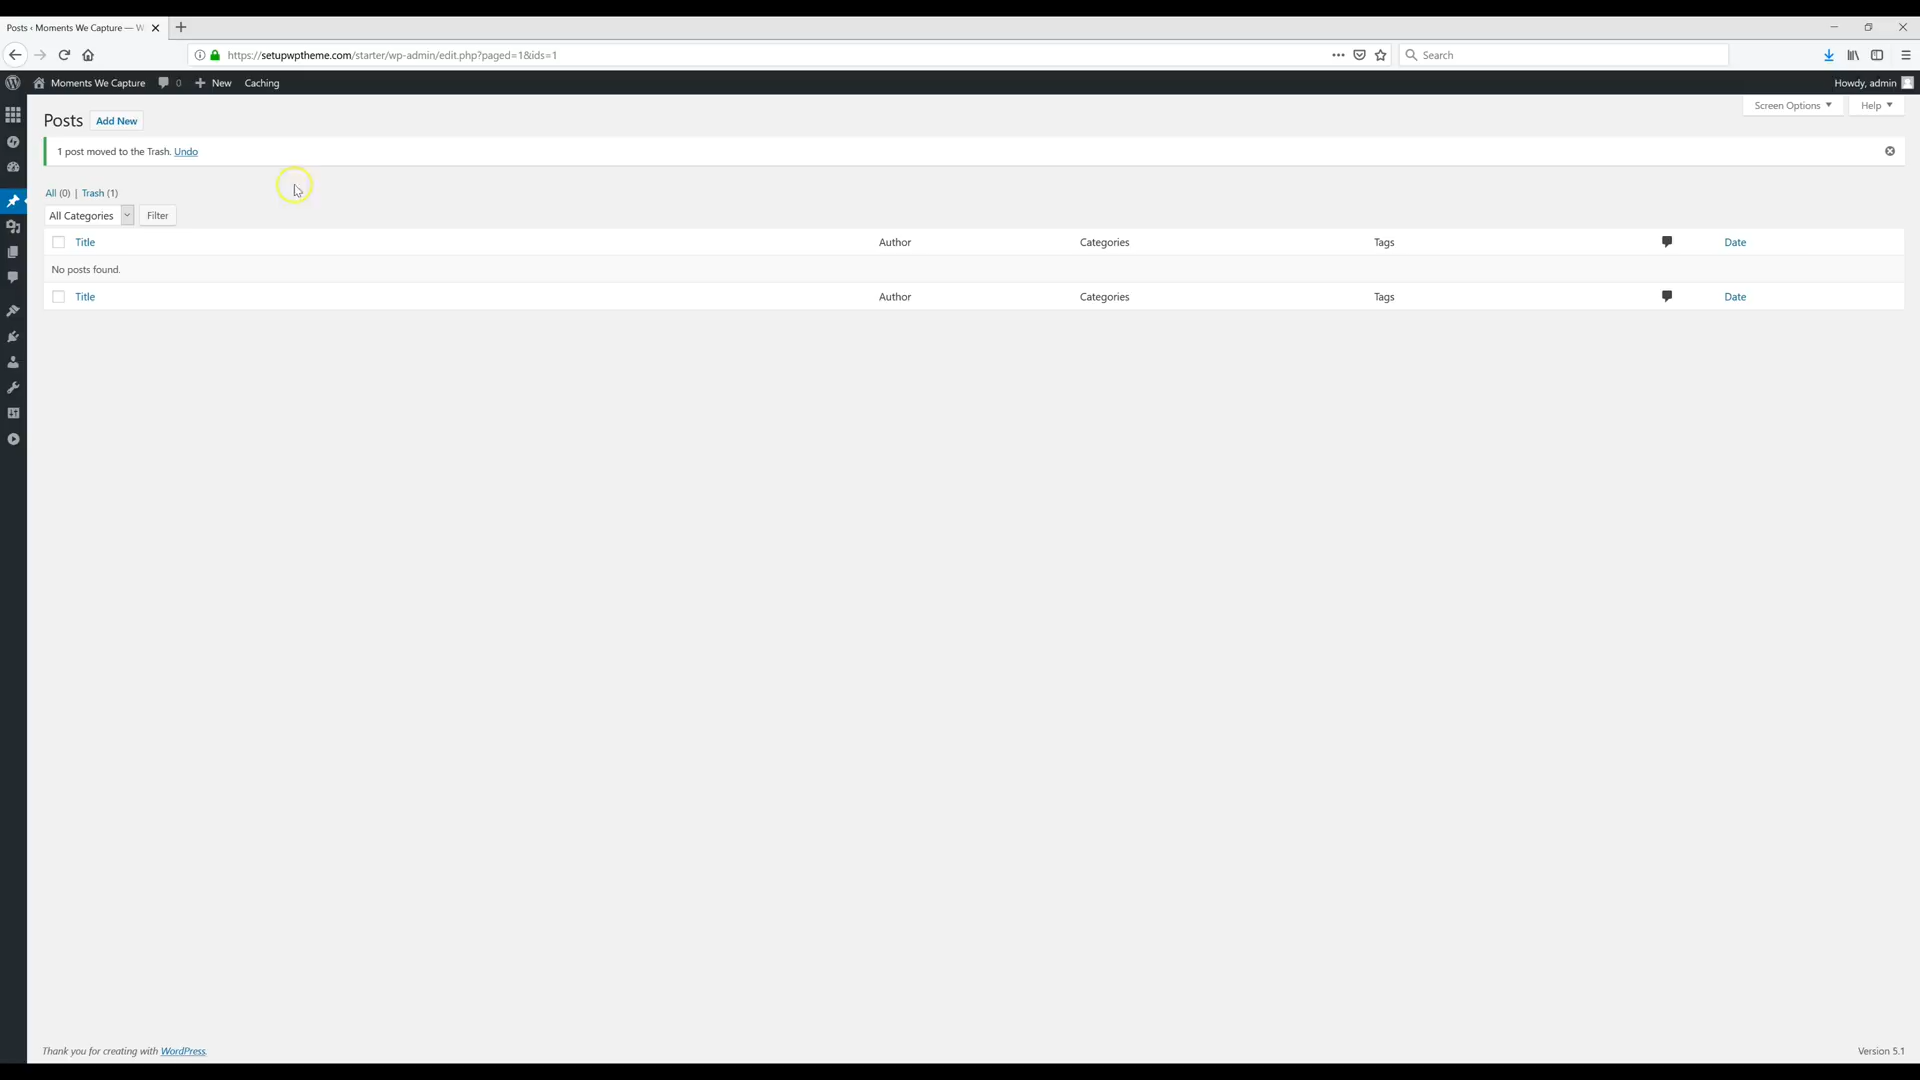 Posts ‹ Moments We Capture — W
https://setupwptheme.com/starter/wp-admin/edit.php?paged=1&ids=1
Search
Moments We Capture
0
New
Caching
Howdy, admin
Posts
Add New
Screen Options
Help
1 post moved to the Trash. Undo
All (0) | Trash (1)
All Categories
Filter
Title Author Categories Tags Date
No posts found.
Title Author Categories Tags Date
Thank you for creating with WordPress.
Version 5.1